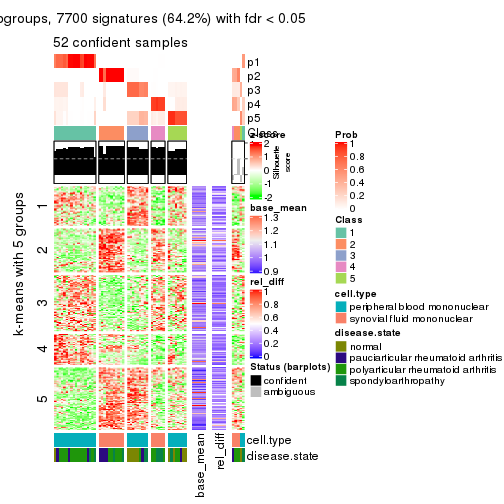 ogroups, 7700 signatures (64.2%) with fdr < 0.05
52 confident samples
p1
p2
p3
p4
p5
Class
z-score
2
1
0
-1
-2
Silhouette
score
base_mean
1.3
1.2
1.1
1
0.9
rel_diff
1
0.8
0.6
0.4
0.2
0
Status (barplots)
confident
ambiguous
Prob
1
0.8
0.6
0.4
0.2
0
Class
1
2
3
4
5
cell.type
peripheral blood mononuclear
synovial fluid mononuclear
disease.state
normal
pauciarticular rheumatoid arthritis
polyarticular rheumatoid arthritis
spondyloarthropathy
k-means with 5 groups
1
2
3
4
5
cell.type
disease.state
base_mean
rel_diff